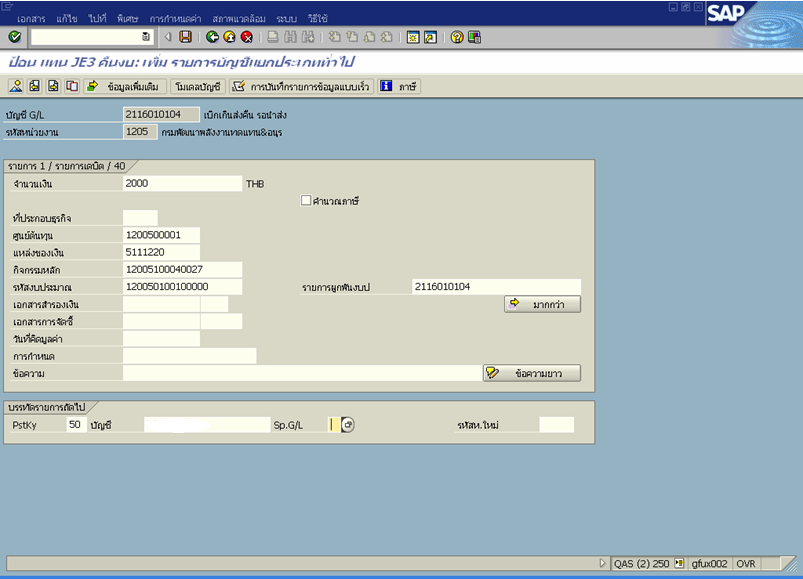 เอกสาร แก้ไข ไปที่ พิเศษ การกำหนดค่า สภาพแวดล้อม ระบบ วิธีใช้
SAP
ป้อน แทน JE3 คืนงบ: เพิ่ม รายการบัญชีแยกประเภททั่วไป
ข้อมูลเพิ่มเติม โมเดลบัญชี การบันทึกรายการข้อมูลแบบเร็ว ภาษี
บัญชี G/L 2116010104 เบิกเกินส่งคืน รอนำส่ง
รหัสหน่วยงาน 1205 กรมพัฒนาพลังงานทดแทน&อนุร
รายการ 1 / รายการเดบิต / 40
จำนวนเงิน 2000 THB
คำนวณภาษี
ที่ประกอบธุรกิจ
ศูนย์ต้นทุน 1200500001
แหล่งของเงิน 5111220
กิจกรรมหลัก 12005100040027
รหัสงบประมาณ 120050100100000 รายการผูกพันงบป 2116010104
เอกสารสำรองเงิน มากกว่า
เอกสารการจัดซื้
วันที่คิดมูลค่า
การกำหนด
ข้อความ ข้อความยาว
บรรทัดรายการถัดไป
PstKy 50 บัญชี Sp.G/L รหัสห.ใหม่
QAS (2) 250 gfux002 OVR